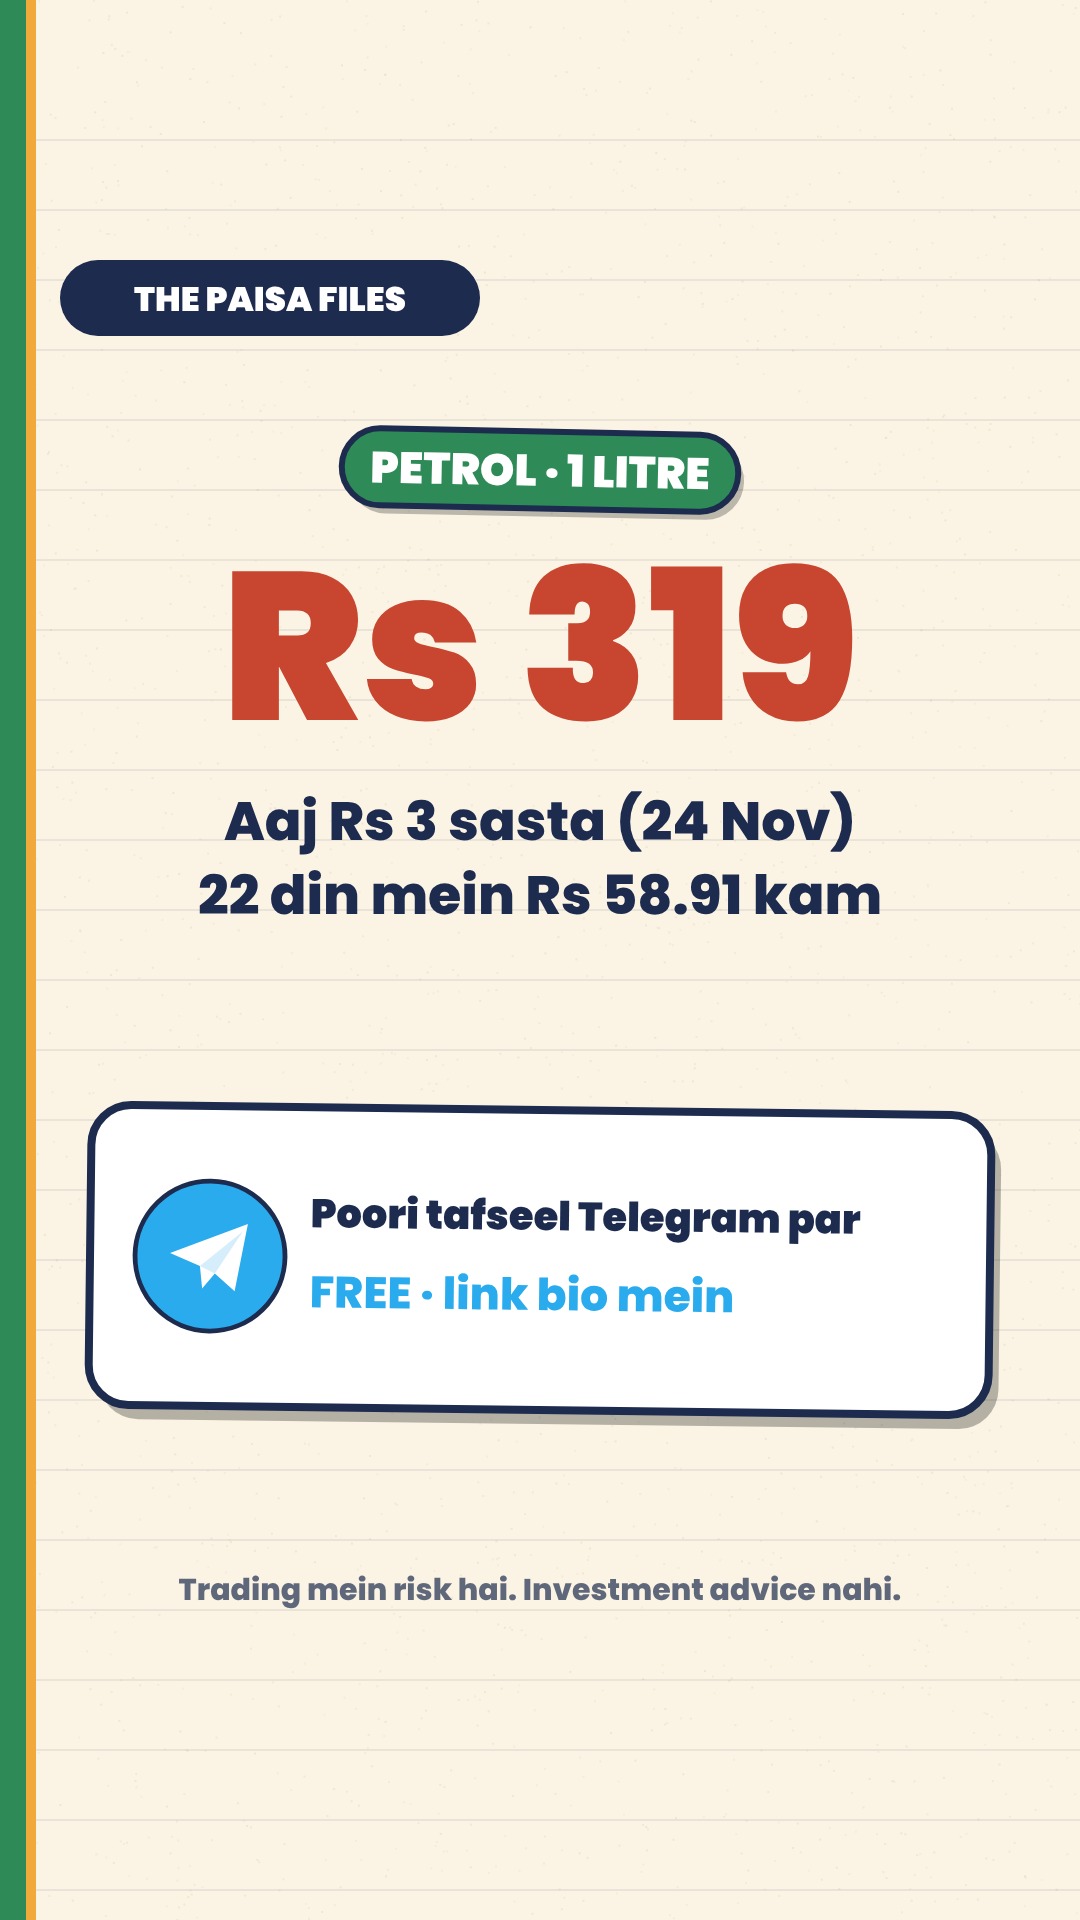 THE PAISA FILES
PETROL · 1 LITRE
Rs 319
Aaj Rs 3 sasta (24 Nov)
22 din mein Rs 58.91 kam
Poori tafseel Telegram par
FREE · link bio mein
Trading mein risk hai. Investment advice nahi.